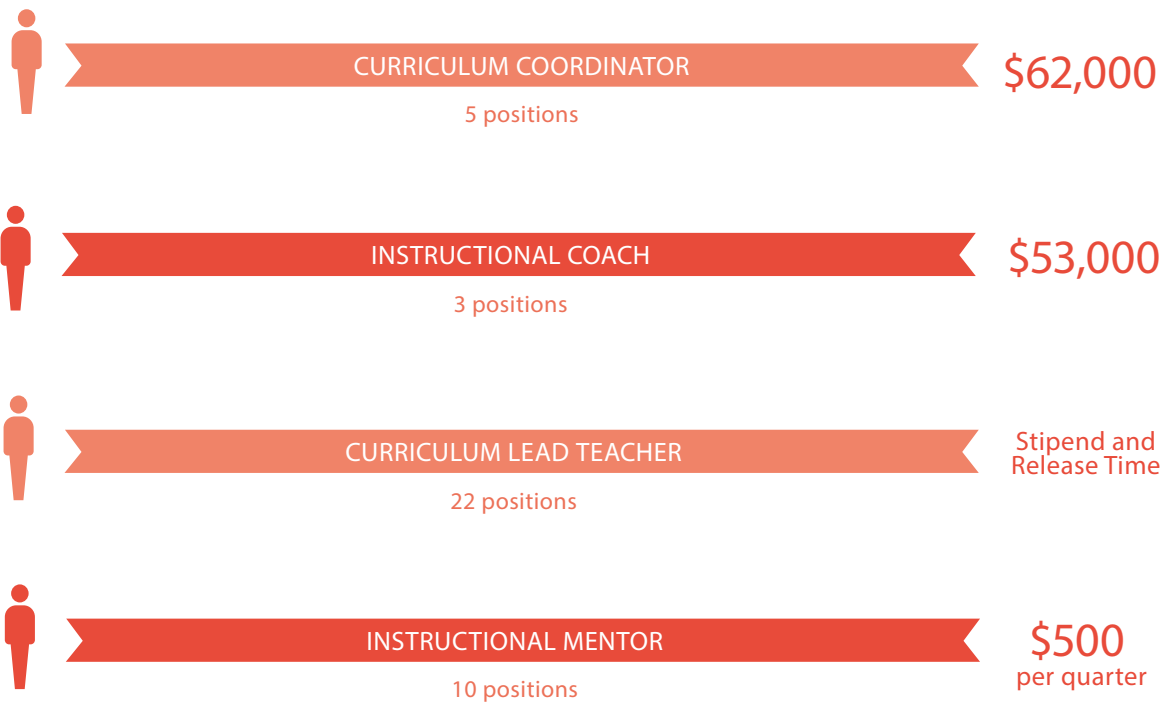 CURRICULUM COORDINATOR
$62,000
5 positions
INSTRUCTIONAL COACH
$53,000
3 positions
CURRICULUM LEAD TEACHER
Stipend and
Release Time
22 positions
INSTRUCTIONAL MENTOR
$500
per quarter
10 positions